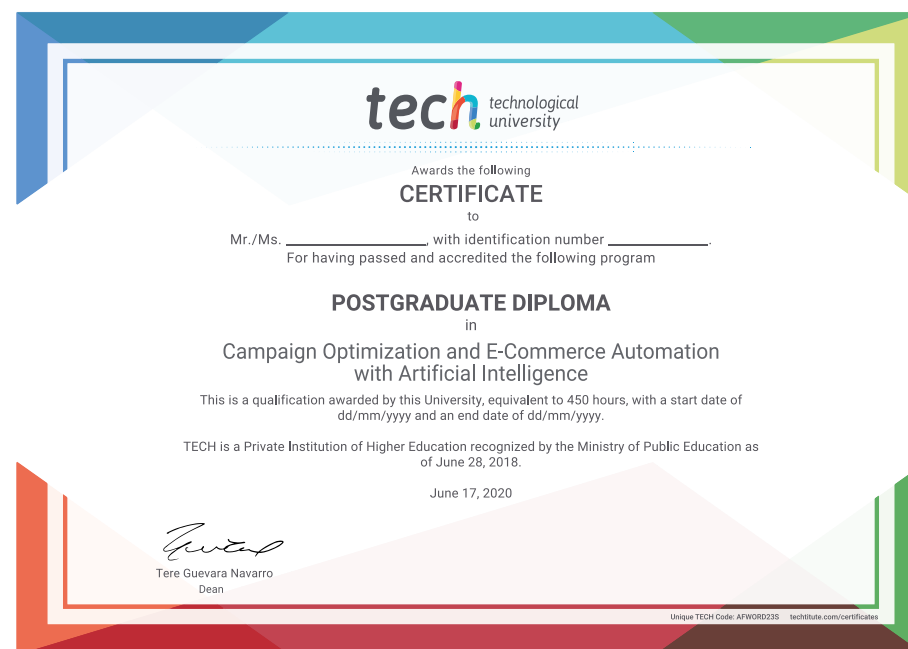 tech technological
university
Awards the following
CERTIFICATE
to
Mr./Ms. ____________________, with identification number ______________.
For having passed and accredited the following program
POSTGRADUATE DIPLOMA
in
Campaign Optimization and E-Commerce Automation
with Artificial Intelligence
This is a qualification awarded by this University, equivalent to 450 hours, with a start date of
dd/mm/yyyy and an end date of dd/mm/yyyy.
TECH is a Private Institution of Higher Education recognized by the Ministry of Public Education as
of June 28, 2018.
June 17, 2020
Tere Guevara Navarro
Dean
Unique TECH Code: AFWORD23S techtitute.com/certificates